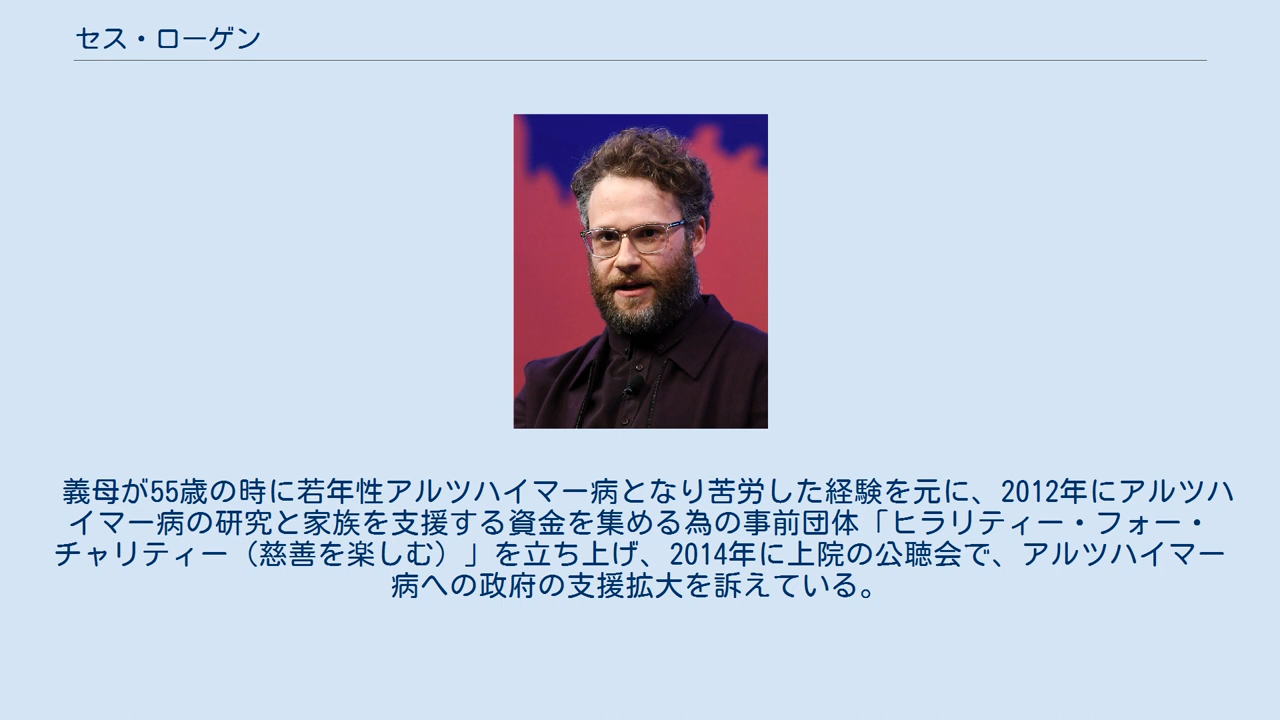 セス・ローゲン
義母が55歳の時に若年性アルツハイマー病となり苦労した経験を元に、2012年にアルツハ
イマー病の研究と家族を支援する資金を集める為の事前団体「ヒラリティー・フォー・
チャリティー（慈善を楽しむ）」を立ち上げ、2014年に上院の公聴会で、アルツハイマー
病への政府の支援拡大を訴えている。